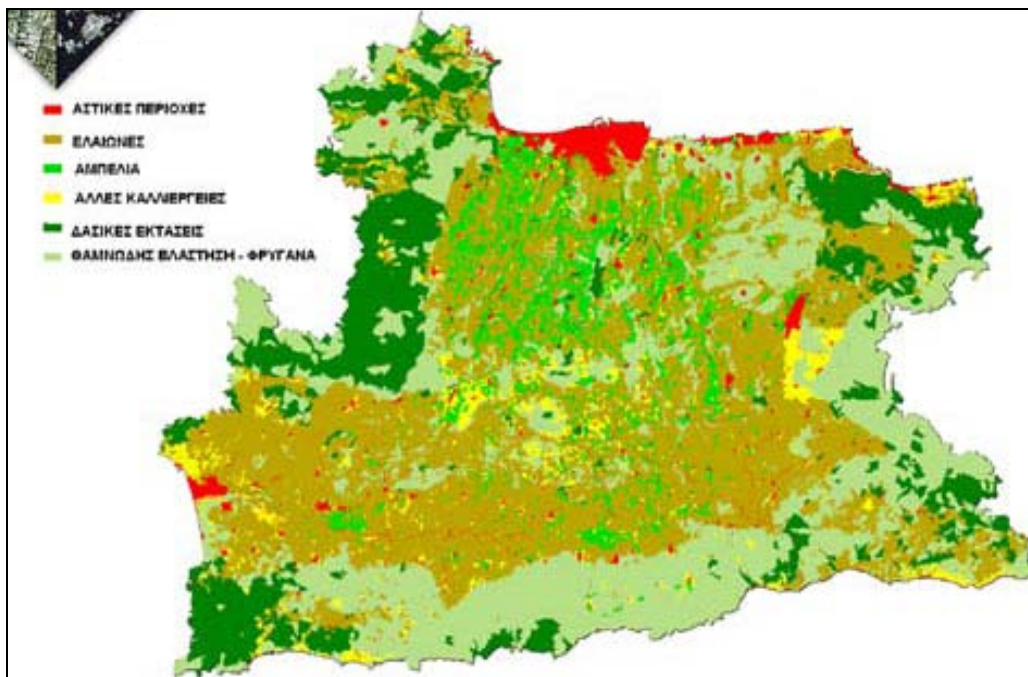 ΑΣΤΙΚΕΣ ΠΕΡΙΟΧΕΣ
ΕΛΑΙΩΝΕΣ
ΑΜΠΕΛΙΑ
ΑΛΛΕΣ ΚΑΛΛΙΕΡΓΕΙΕΣ
ΔΑΣΙΚΕΣ ΕΚΤΑΣΕΙΣ
ΘΑΜΝΩΔΗΣ ΒΛΑΣΤΗΣΗ - ΦΡΥΓΑΝΑ